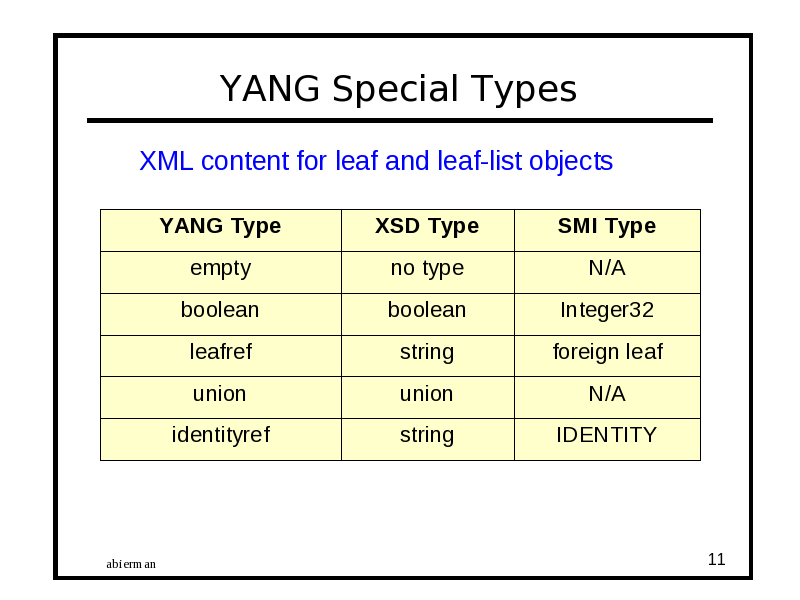 YANG Special Types
XML content for leaf and leaf-list objects
YANG Type XSD Type SMI Type
empty no type N/A
boolean boolean Integer32
leafref string foreign leaf
union union N/A
identityref string IDENTITY
abierman
11